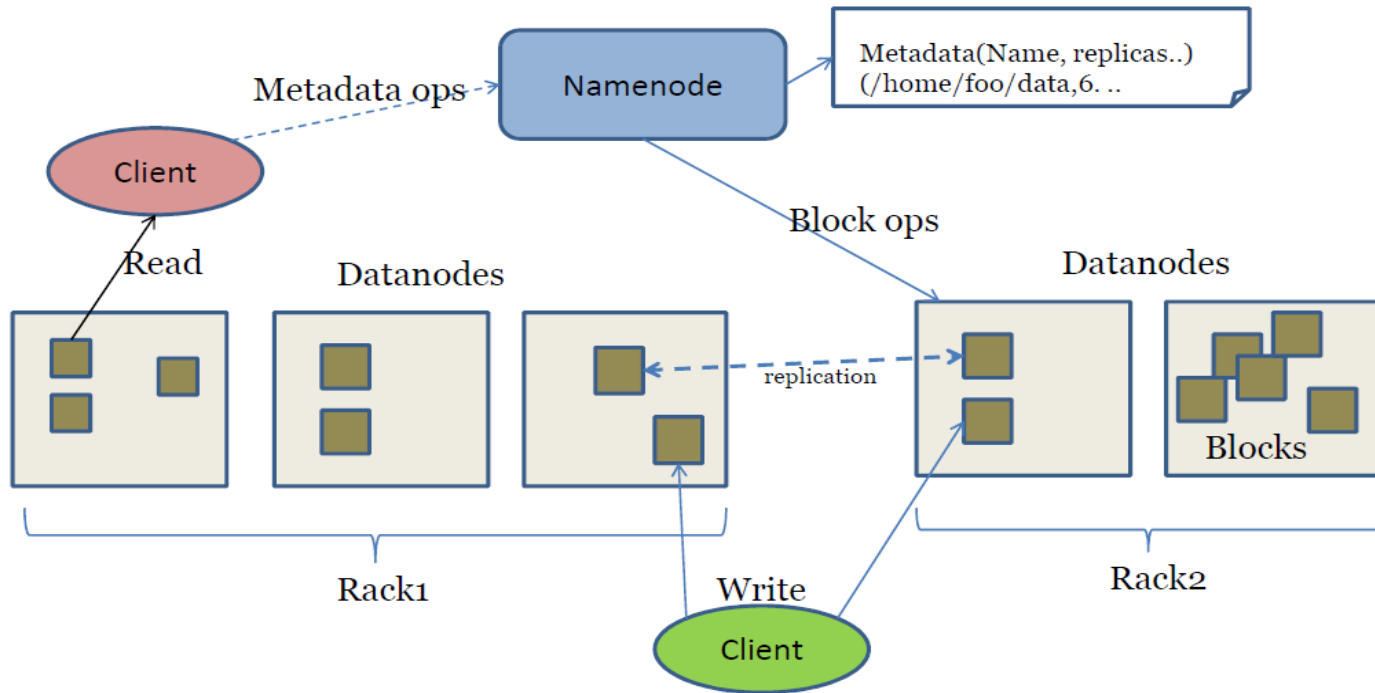 Metadata(Name, replicas..)
(/home/foo/data,6. ..
Namenode
Metadata ops
Client
Block ops
Read
Datanodes
Datanodes
replication
Blocks
Rack1
Write
Rack2
Client